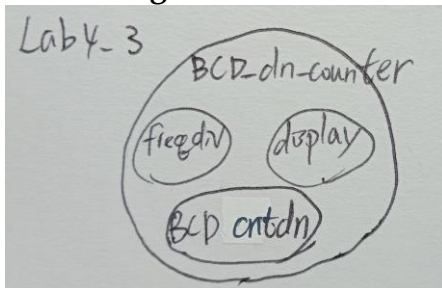 Lab4_3
BCD_dn_counter
freqdiv
display
BCD cntdn